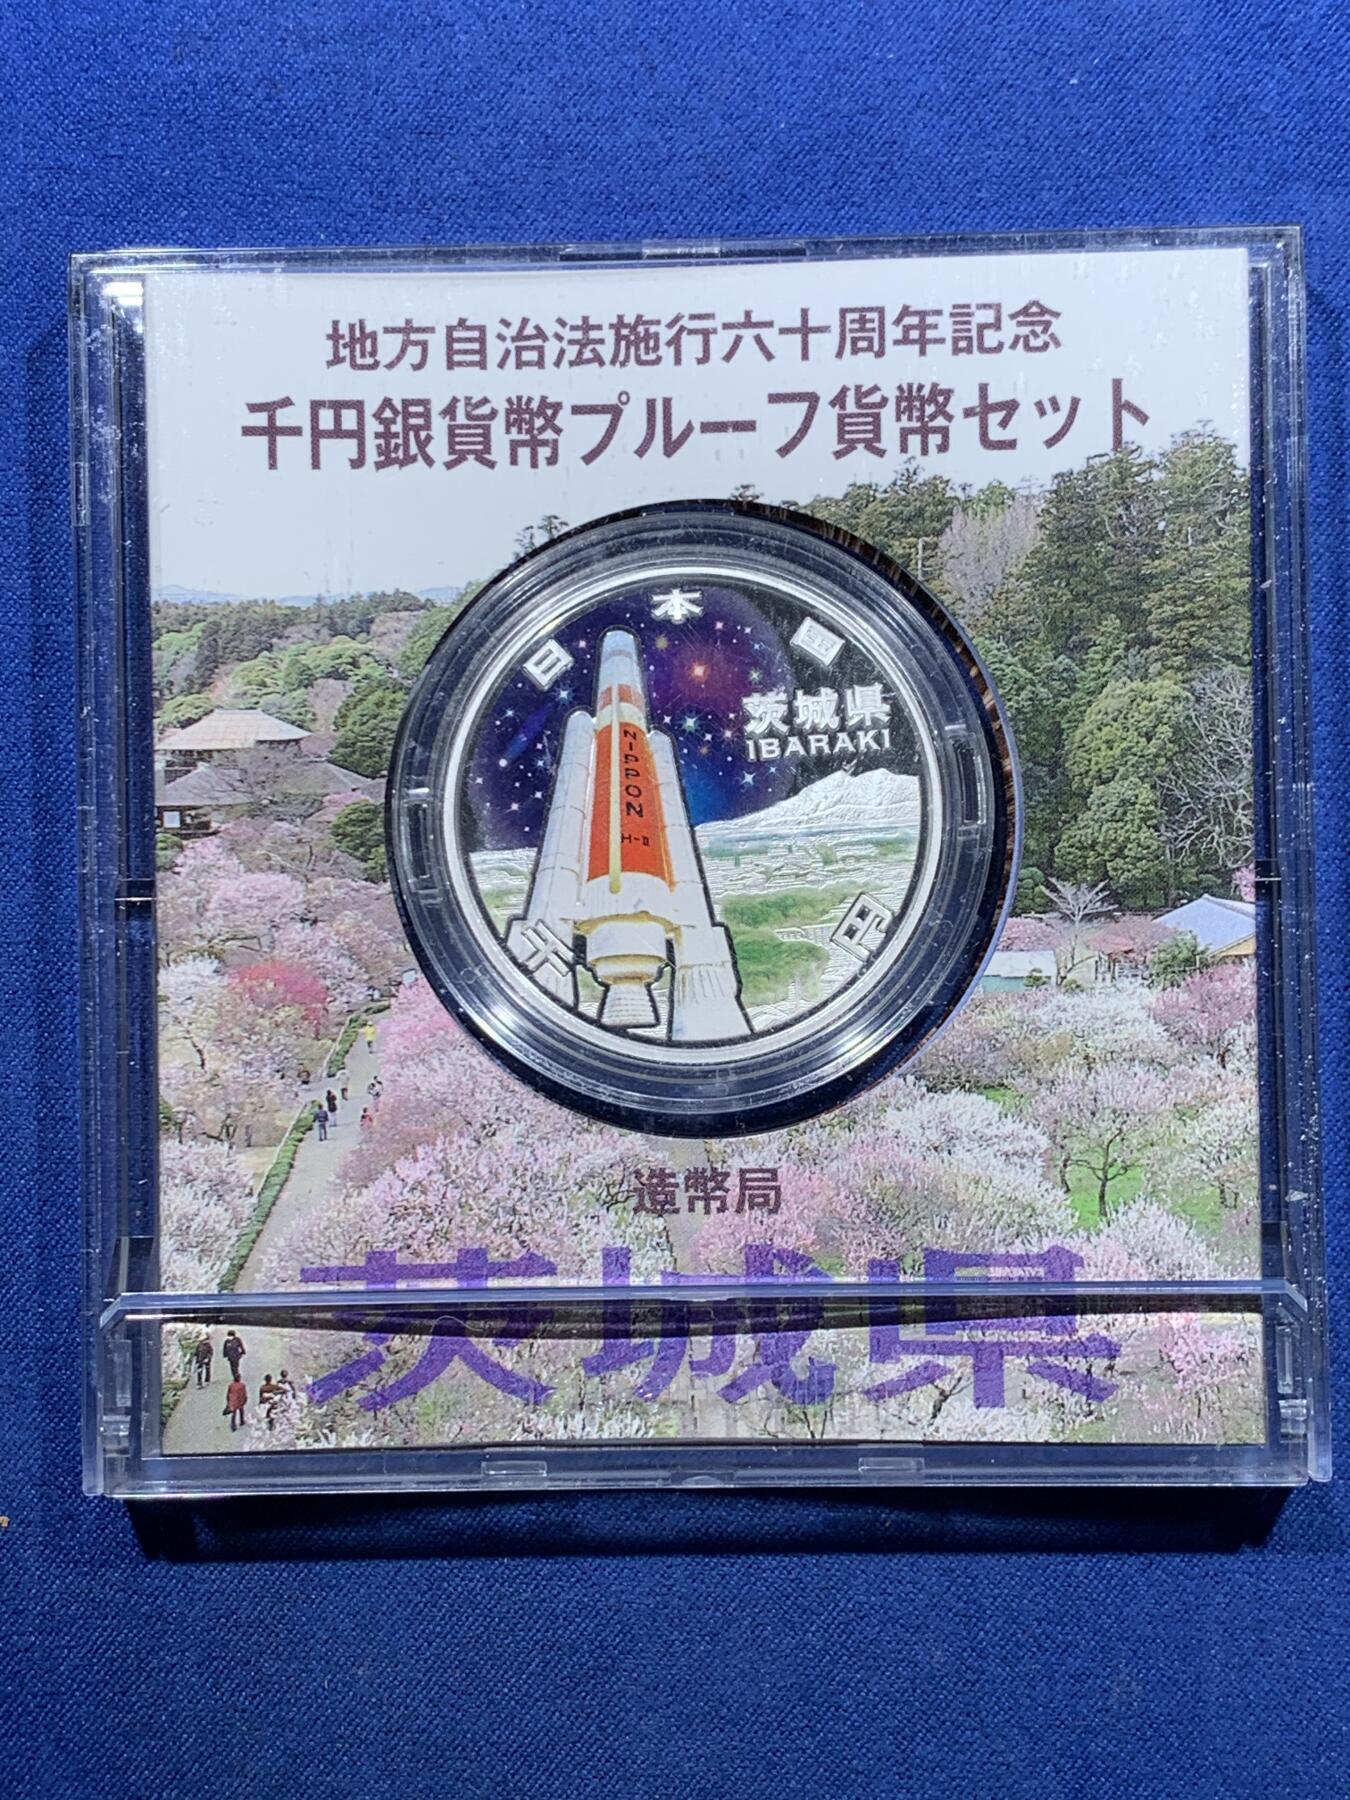 地方自治法施行六十周年記念
千円銀貨幣プルーフ貨幣セット
日本国
茨城県
IBARAKI
NIPPON
H-II
千円
造幣局
茨城県